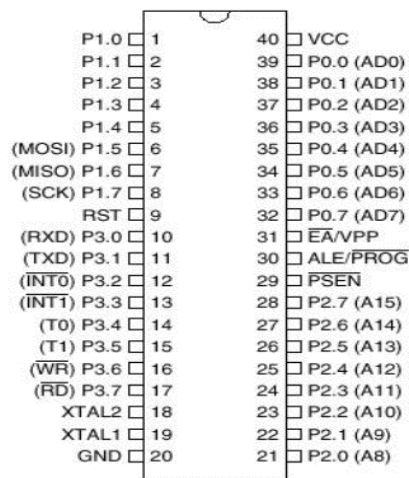 P1.0 1 40 VCC
P1.1 2 39 P0.0 (AD0)
P1.2 3 38 P0.1 (AD1)
P1.3 4 37 P0.2 (AD2)
P1.4 5 36 P0.3 (AD3)
(MOSI) P1.5 6 35 P0.4 (AD4)
(MISO) P1.6 7 34 P0.5 (AD5)
(SCK) P1.7 8 33 P0.6 (AD6)
RST 9 32 P0.7 (AD7)
(RXD) P3.0 10 31 E̅A̅/VPP
(TXD) P3.1 11 30 ALE/P̅R̅O̅G̅
(I̅N̅T̅0̅) P3.2 12 29 P̅S̅E̅N̅
(I̅N̅T̅1̅) P3.3 13 28 P2.7 (A15)
(T0) P3.4 14 27 P2.6 (A14)
(T1) P3.5 15 26 P2.5 (A13)
(W̅R̅) P3.6 16 25 P2.4 (A12)
(R̅D̅) P3.7 17 24 P2.3 (A11)
XTAL2 18 23 P2.2 (A10)
XTAL1 19 22 P2.1 (A9)
GND 20 21 P2.0 (A8)